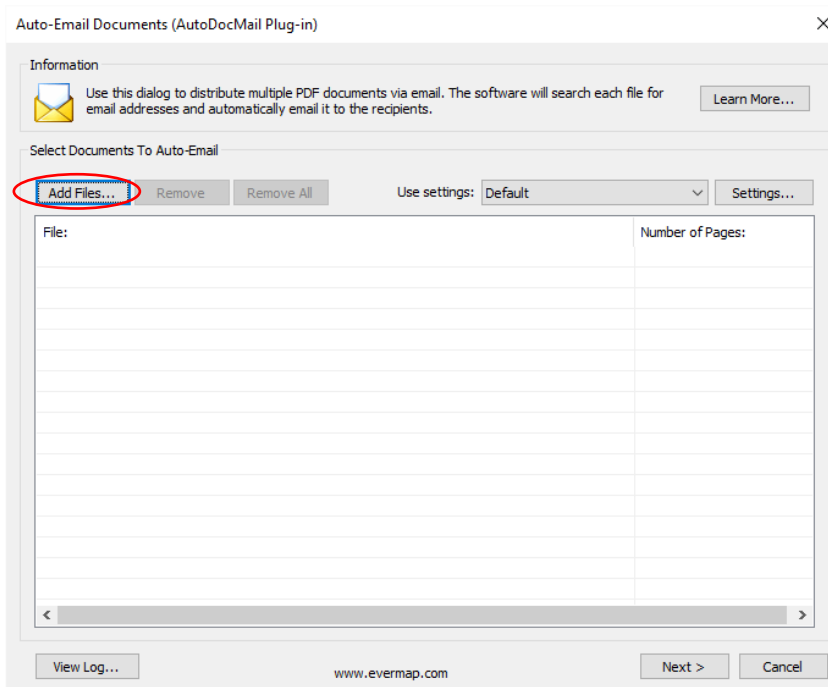 Auto-Email Documents (AutoDocMail Plug-in)
Information
Use this dialog to distribute multiple PDF documents via email. The software will search each file for
email addresses and automatically email it to the recipients.
Learn More...
Select Documents To Auto-Email
Add Files...
Remove
Remove All
Use settings:
Default
Settings...
File:
Number of Pages:
View Log...
www.evermap.com
Next >
Cancel